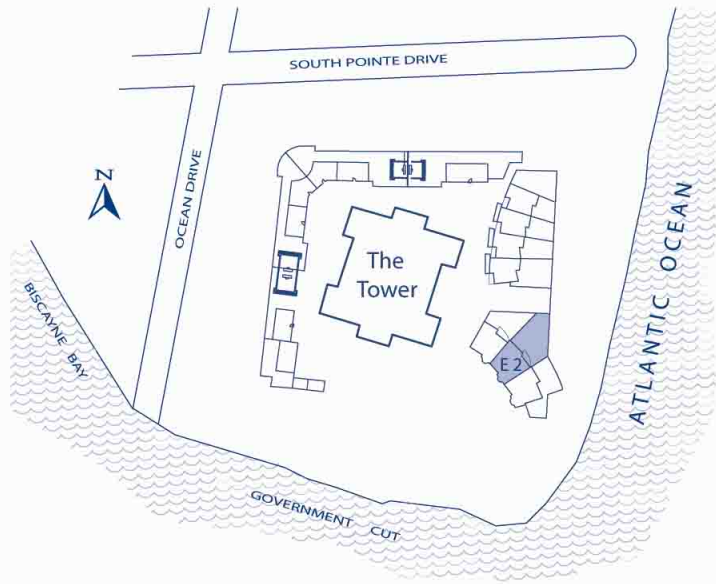 SOUTH POINTE DRIVE
OCEAN DRIVE
N
The
Tower
ATLANTIC OCEAN
BISCAYNE BAY
E 2
GOVERNMENT CUT